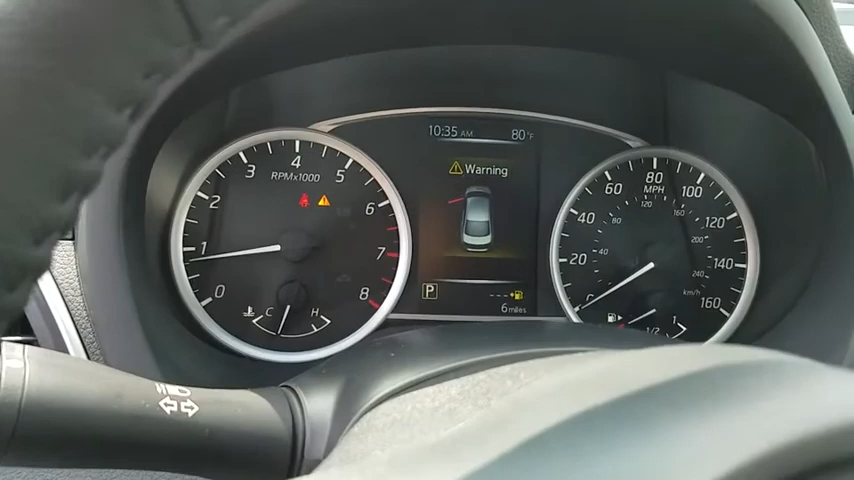 10:35 AM 80°F
Warning
P
---
6 miles
0 1 2 3 4 5 6 7 8
RPMx1000
C H
20 40 60 80 100 120 140 160
MPH
40 80 120 160 200 240
km/h
1/2 1